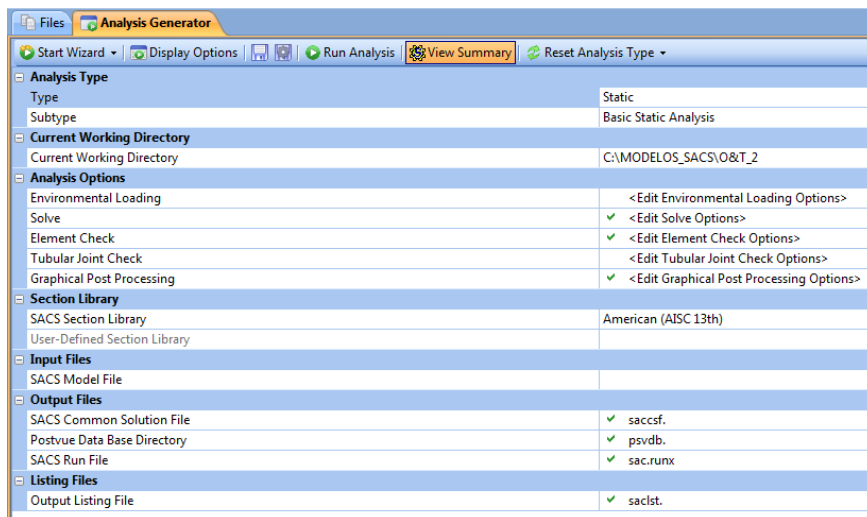 Files Analysis Generator
Start Wizard Display Options Run Analysis View Summary Reset Analysis Type
Analysis Type
Type Static
Subtype Basic Static Analysis
Current Working Directory
Current Working Directory C:\MODELOS_SACS\O&T_2
Analysis Options
Environmental Loading <Edit Environmental Loading Options>
Solve <Edit Solve Options>
Element Check <Edit Element Check Options>
Tubular Joint Check <Edit Tubular Joint Check Options>
Graphical Post Processing <Edit Graphical Post Processing Options>
Section Library
SACS Section Library American (AISC 13th)
User-Defined Section Library
Input Files
SACS Model File
Output Files
SACS Common Solution File saccsf.
Postvue Data Base Directory psvdb.
SACS Run File sac.runx
Listing Files
Output Listing File saclst.